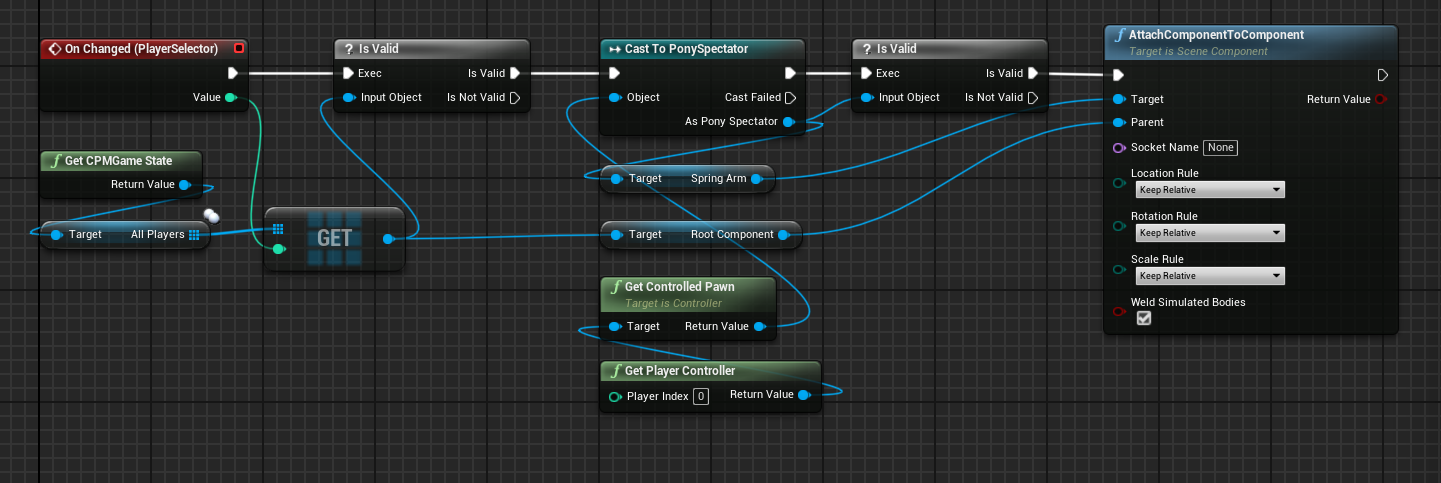 On Changed (PlayerSelector)
Value
Get CPMGame State
Return Value
Target All Players
GET
? Is Valid
Exec Is Valid
Input Object Is Not Valid
Cast To PonySpectator
Object Cast Failed
As Pony Spectator
Target Spring Arm
Target Root Component
f Get Controlled Pawn
Target is Controller
Target Return Value
f Get Player Controller
Player Index 0 Return Value
? Is Valid
Exec Is Valid
Input Object Is Not Valid
f AttachComponentToComponent
Target is Scene Component
Target Return Value
Parent
Socket Name None
Location Rule
Keep Relative
Rotation Rule
Keep Relative
Scale Rule
Keep Relative
Weld Simulated Bodies